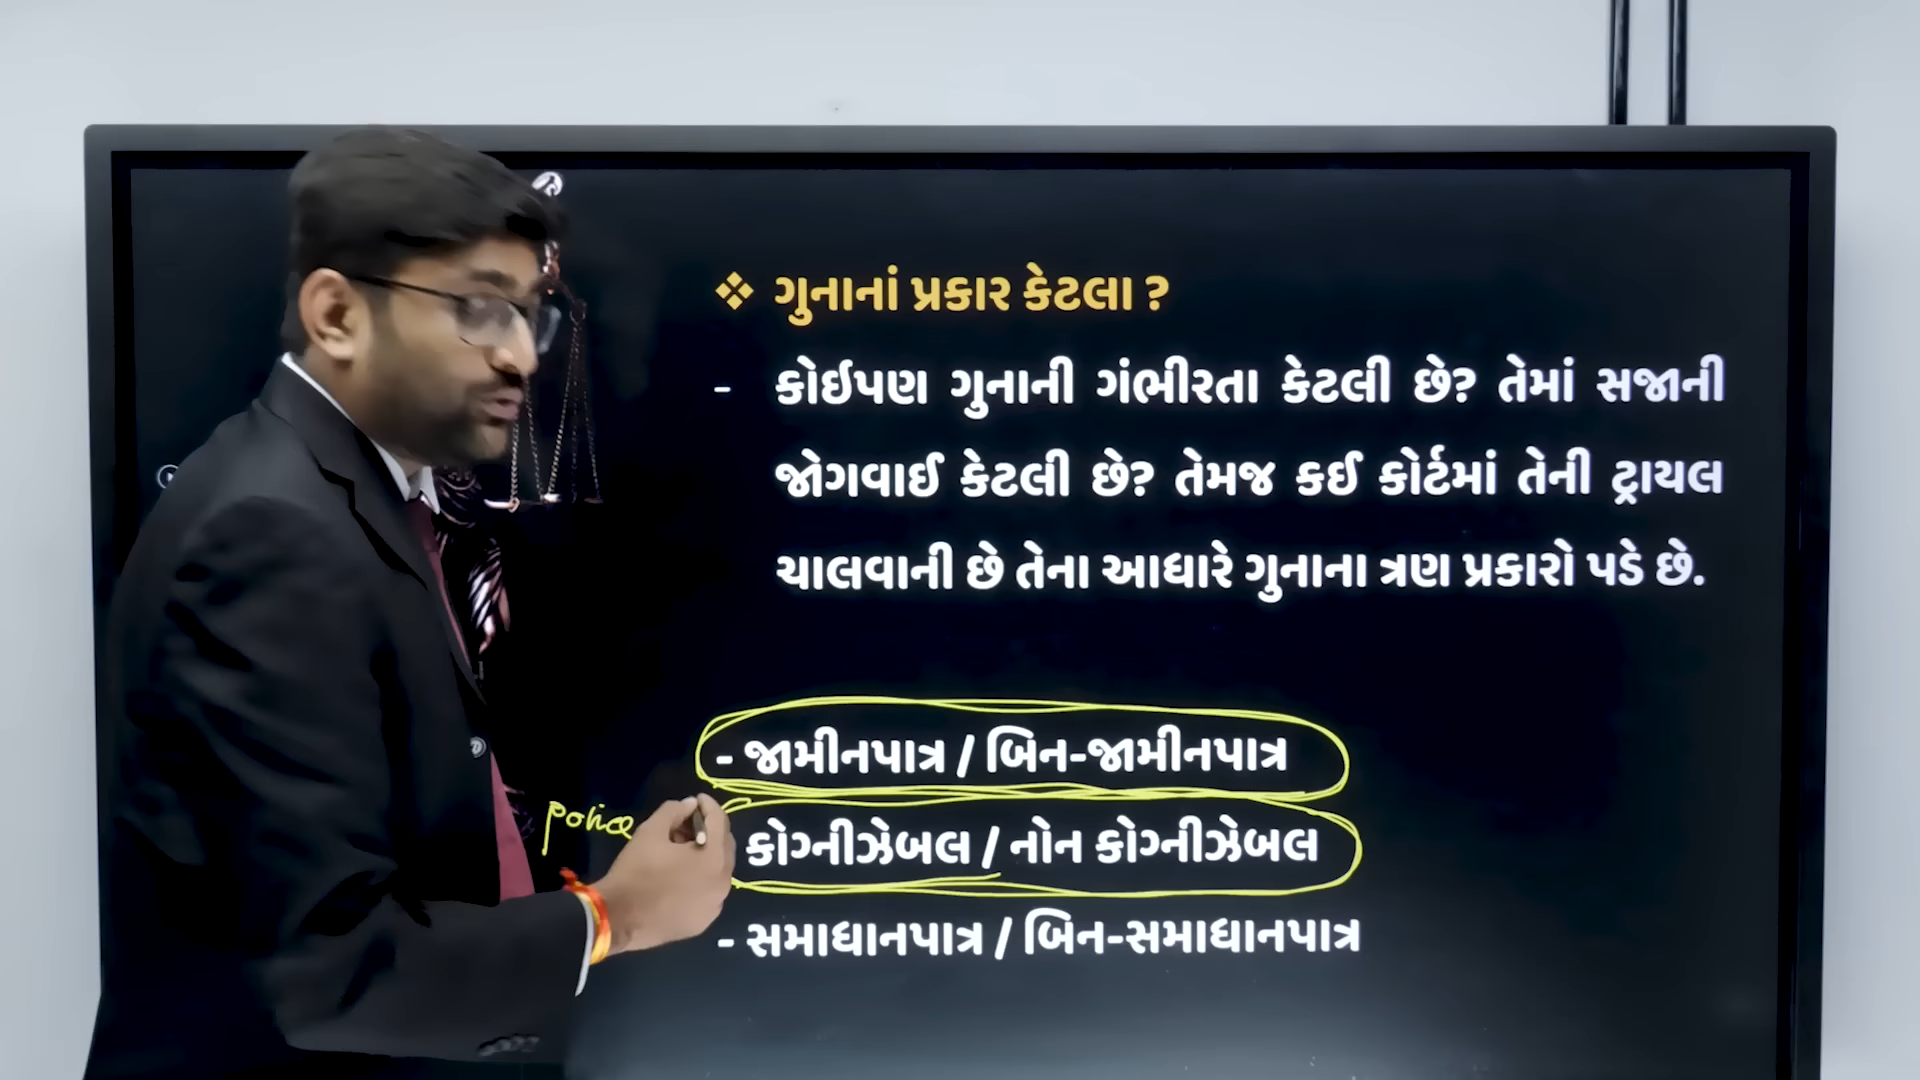 ❖ ગુનાનાં પ્રકાર કેટલા ?
- કોઇપણ ગુનાની ગંભીરતા કેટલી છે? તેમાં સજાની
જોગવાઈ કેટલી છે? તેમજ કઈ કોર્ટમાં તેની ટ્રાયલ
ચાલવાની છે તેના આધારે ગુનાના ત્રણ પ્રકારો પડે છે.
- જામીનપાત્ર / બિન-જામીનપાત્ર
police
કોગ્નીઝેબલ / નોન કોગ્નીઝેબલ
- સમાધાનપાત્ર / બિન-સમાધાનપાત્ર